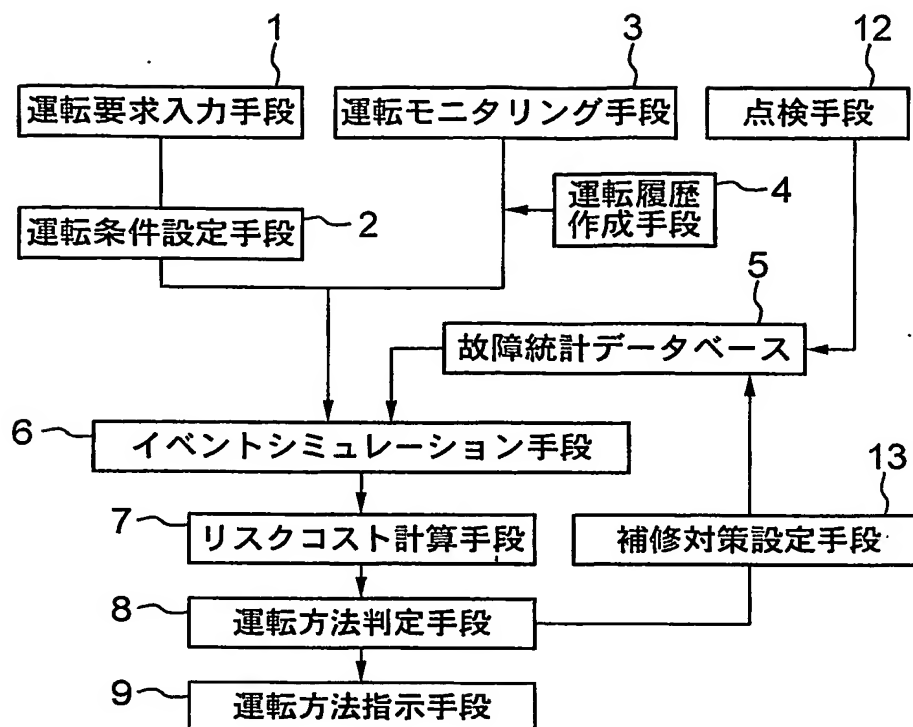 1
3
12
運転要求入力手段
運転モニタリング手段
点検手段
運転履歴
作成手段
4
運転条件設定手段
2
5
故障統計データベース
6
イベントシミュレーション手段
13
7
リスクコスト計算手段
補修対策設定手段
8
運転方法判定手段
9
運転方法指示手段